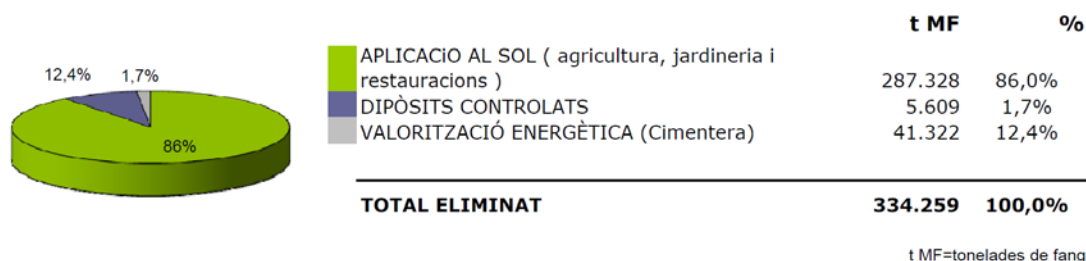 t MF %
12,4% 1,7%
86%
APLICACiO AL SOL ( agricultura, jardineria i
restauracions ) 287.328 86,0%
DIPÒSITS CONTROLATS 5.609 1,7%
VALORITZACIÓ ENERGÈTICA (Cimentera) 41.322 12,4%
TOTAL ELIMINAT 334.259 100,0%
t MF=tonelades de fang